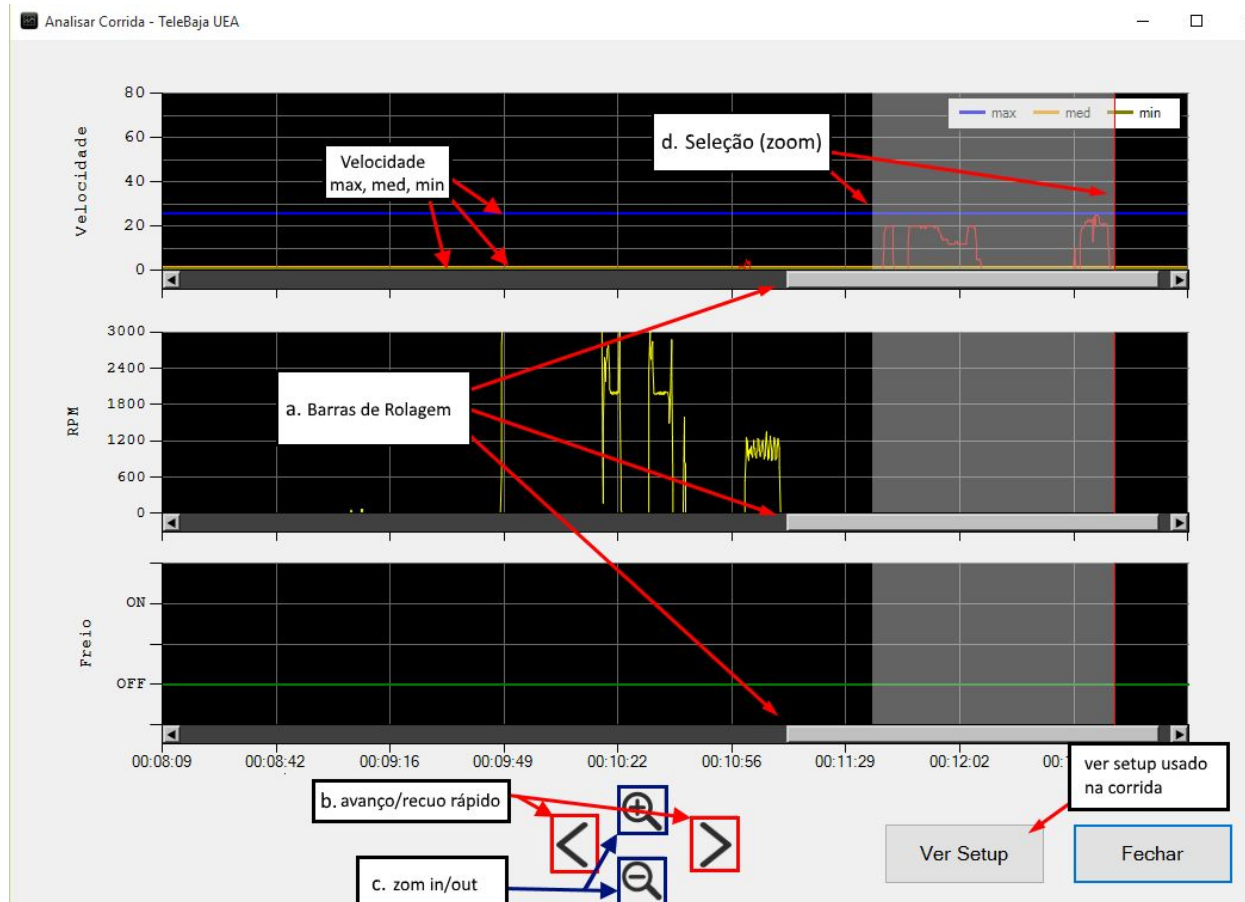 Analisar Corrida - TeleBaja UEA
Velocidade
80
60
40
20
0
max med min
Velocidade
max, med, min
d. Seleção (zoom)
RPM
3000
2400
1800
1200
600
0
a. Barras de Rolagem
Freio
ON
OFF
00:08:09 00:08:42 00:09:16 00:09:49 00:10:22 00:10:56 00:11:29 00:12:02 00:
b. avanço/recuo rápido
c. zom in/out
ver setup usado
na corrida
Ver Setup
Fechar